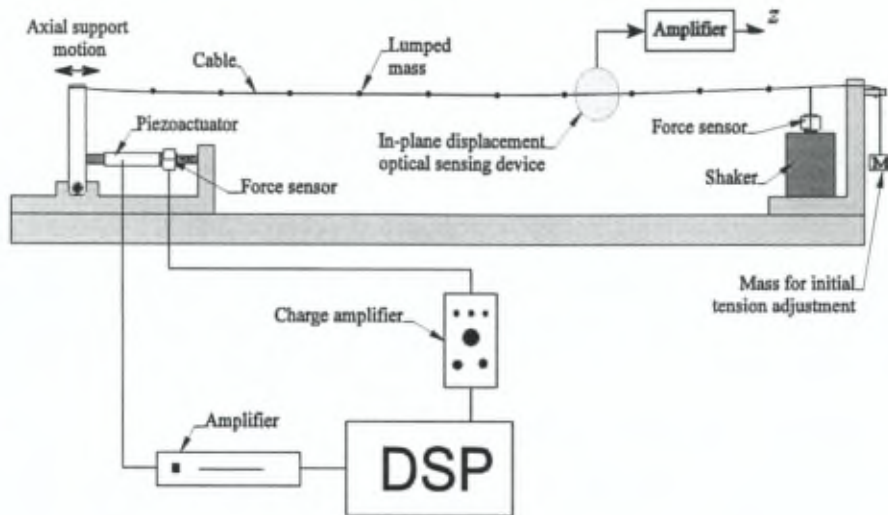 Axial support
motion
Cable
Lumped
mass
Amplifier
z
Piezoactuator
In-plane displacement
optical sensing device
Force sensor
Force sensor
Shaker
M
Mass for initial
tension adjustment
Charge amplifier
Amplifier
DSP